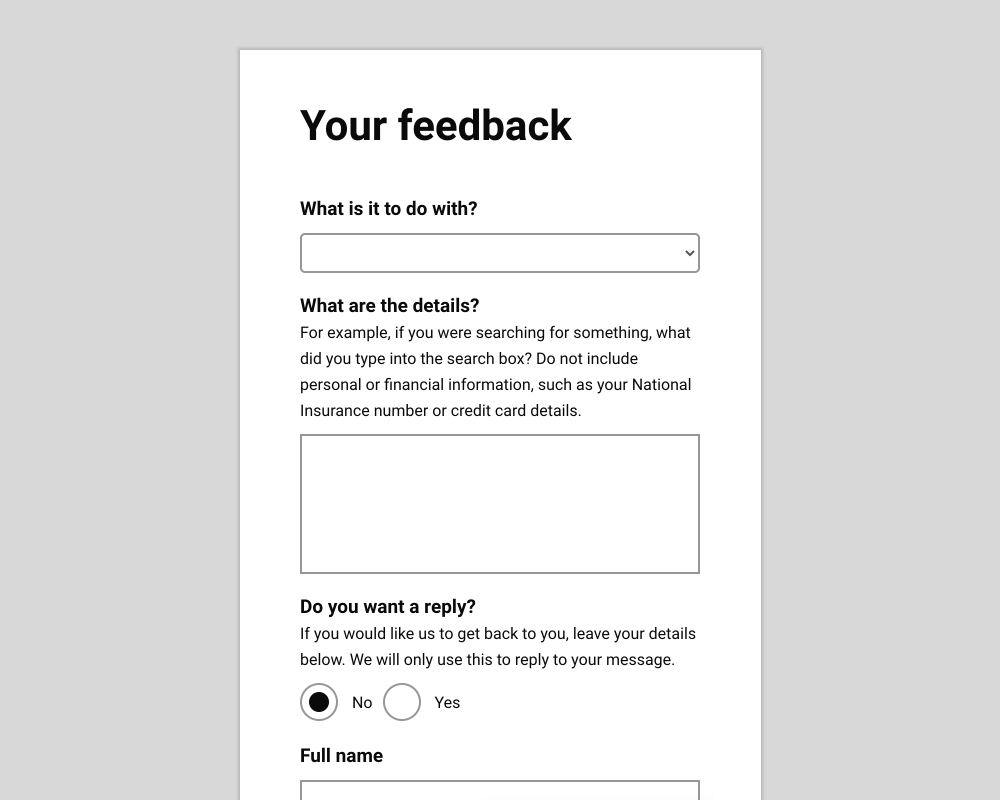 Your feedback
What is it to do with?
What are the details?
For example, if you were searching for something, what
did you type into the search box? Do not include
personal or financial information, such as your National
Insurance number or credit card details.
Do you want a reply?
If you would like us to get back to you, leave your details
below. We will only use this to reply to your message.
No Yes
Full name